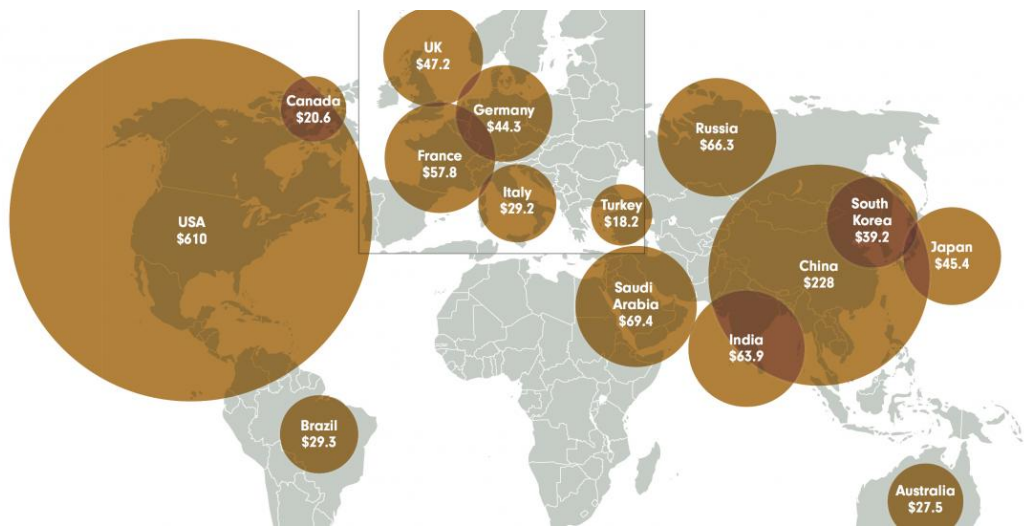 UK
$47.2
Canada
$20.6
Germany
$44.3
Russia
$66.3
France
$57.8
Italy
$29.2
Turkey
$18.2
USA
$610
South
Korea
$39.2
Japan
$45.4
China
$228
Saudi
Arabia
$69.4
India
$63.9
Brazil
$29.3
Australia
$27.5